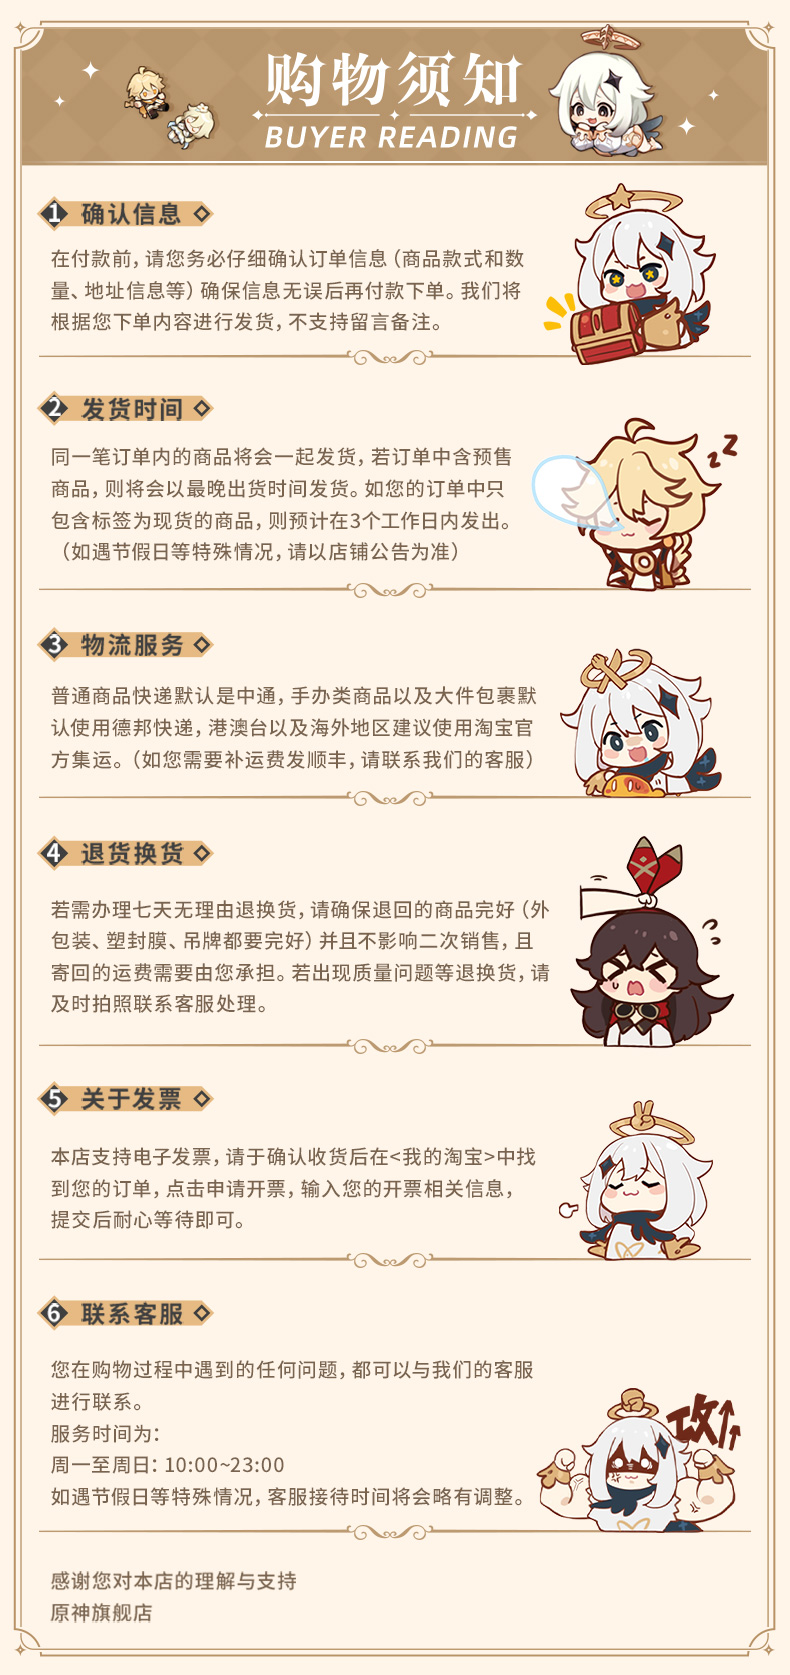 购物须知
BUYER READING
1 确认信息
在付款前，请您务必仔细确认订单信息（商品款式和数
量、地址信息等）确保信息无误后再付款下单。我们将
根据您下单内容进行发货，不支持留言备注。
2 发货时间
同一笔订单内的商品将会一起发货，若订单中含预售
商品，则将会以最晚出货时间发货。如您的订单中只
包含标签为现货的商品，则预计在3个工作日内发出。
（如遇节假日等特殊情况，请以店铺公告为准）
zzz
3 物流服务
普通商品快递默认是中通，手办类商品以及大件包裹默
认使用德邦快递，港澳台以及海外地区建议使用淘宝官
方集运。（如您需要补运费发顺丰，请联系我们的客服）
4 退货换货
若需办理七天无理由退换货，请确保退回的商品完好（外
包装、塑封膜、吊牌都要完好）并且不影响二次销售，且
寄回的运费需要由您承担。若出现质量问题等退换货，请
及时拍照联系客服处理。
5 关于发票
本店支持电子发票，请于确认收货后在<我的淘宝>中找
到您的订单，点击申请开票，输入您的开票相关信息，
提交后耐心等待即可。
6 联系客服
您在购物过程中遇到的任何问题，都可以与我们的客服
进行联系。
服务时间为：
周一至周日：10:00~23:00
如遇节假日等特殊情况，客服接待时间将会略有调整。
攻↑↑
感谢您对本店的理解与支持
原神旗舰店